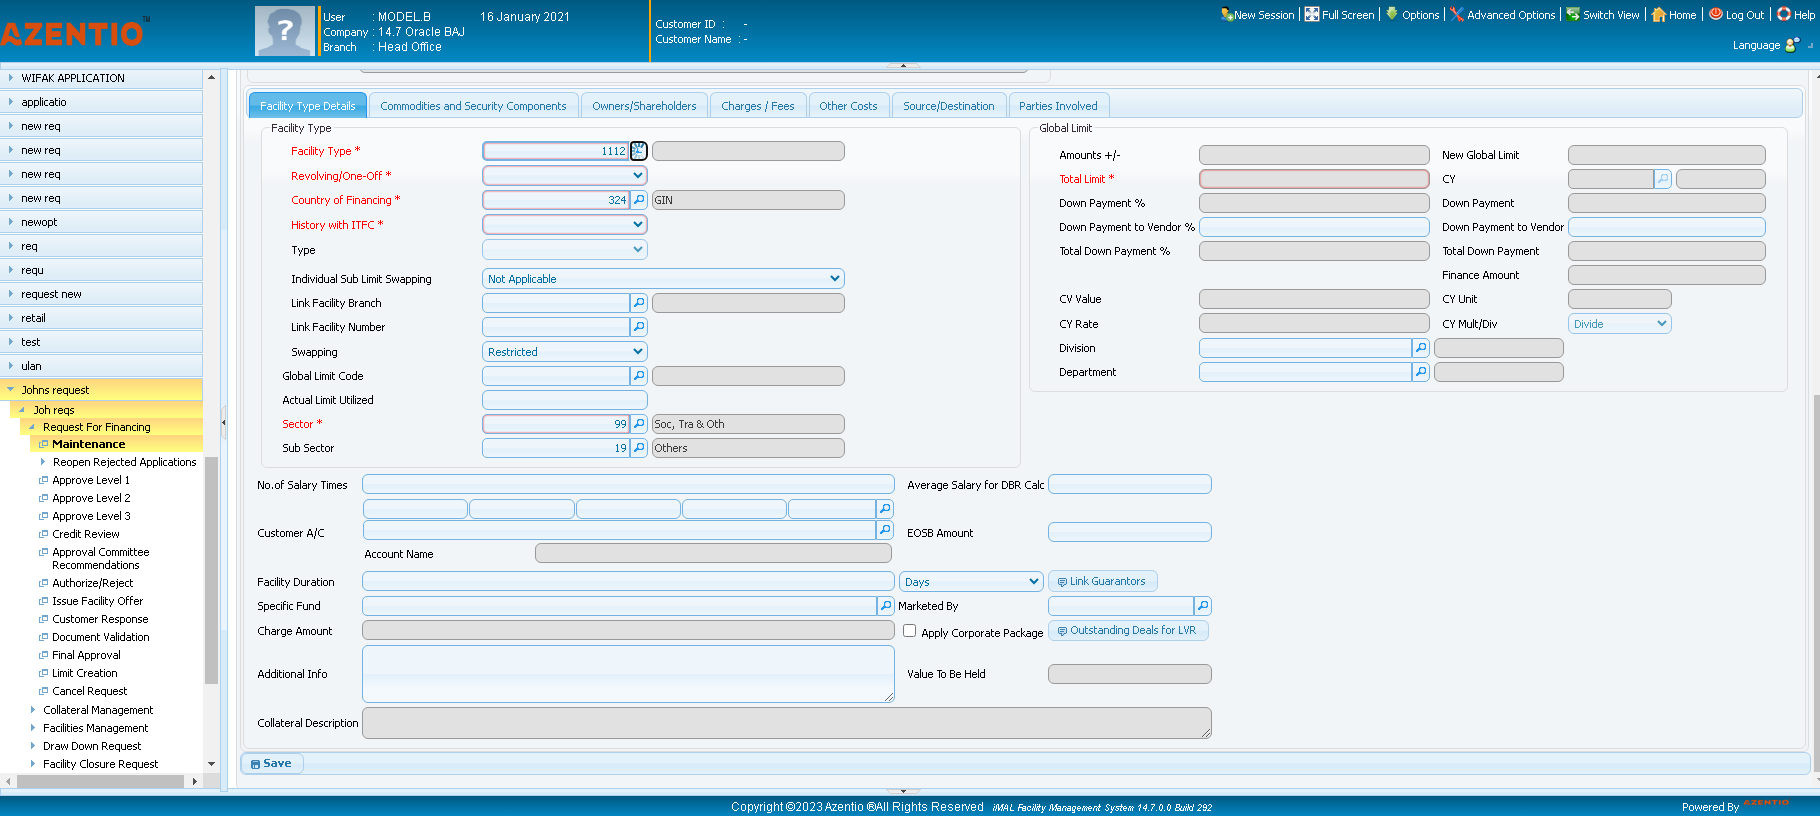 AZENTIO™
User : MODEL.B 16 January 2021
Company : 14.7 Oracle BAJ
Branch : Head Office
Customer ID : -
Customer Name : -
New Session Full Screen Options Advanced Options Switch View Home Log Out Help
Language
WIFAK APPLICATION
applicatio
new req
new req
new req
new req
newopt
req
requ
request new
retail
test
ulan
Johns request
Joh reqs
Request For Financing
Maintenance
Reopen Rejected Applications
Approve Level 1
Approve Level 2
Approve Level 3
Credit Review
Approval Committee
Recommendations
Authorize/Reject
Issue Facility Offer
Customer Response
Document Validation
Final Approval
Limit Creation
Cancel Request
Collateral Management
Facilities Management
Draw Down Request
Facility Closure Request
Facility Type Details Commodities and Security Components Owners/Shareholders Charges / Fees Other Costs Source/Destination Parties Involved
Facility Type
Facility Type * 1112
Revolving/One-Off *
Country of Financing * 324 GIN
History with ITFC *
Type
Individual Sub Limit Swapping Not Applicable
Link Facility Branch
Link Facility Number
Swapping Restricted
Global Limit Code
Actual Limit Utilized
Sector * 99 Soc, Tra & Oth
Sub Sector 19 Others
Global Limit
Amounts +/- New Global Limit
Total Limit * CY
Down Payment % Down Payment
Down Payment to Vendor % Down Payment to Vendor
Total Down Payment % Total Down Payment
Finance Amount
CV Value CY Unit
CY Rate CY Mult/Div Divide
Division
Department
No.of Salary Times Average Salary for DBR Calc
Customer A/C EOSB Amount
Account Name
Facility Duration Days Link Guarantors
Specific Fund Marketed By
Charge Amount Apply Corporate Package Outstanding Deals for LVR
Additional Info Value To Be Held
Collateral Description
Save
Copyright ©2023 Azentio ®All Rights Reserved iMAL Facility Management System 14.7.0.0 Build 292
Powered By AZENTIO